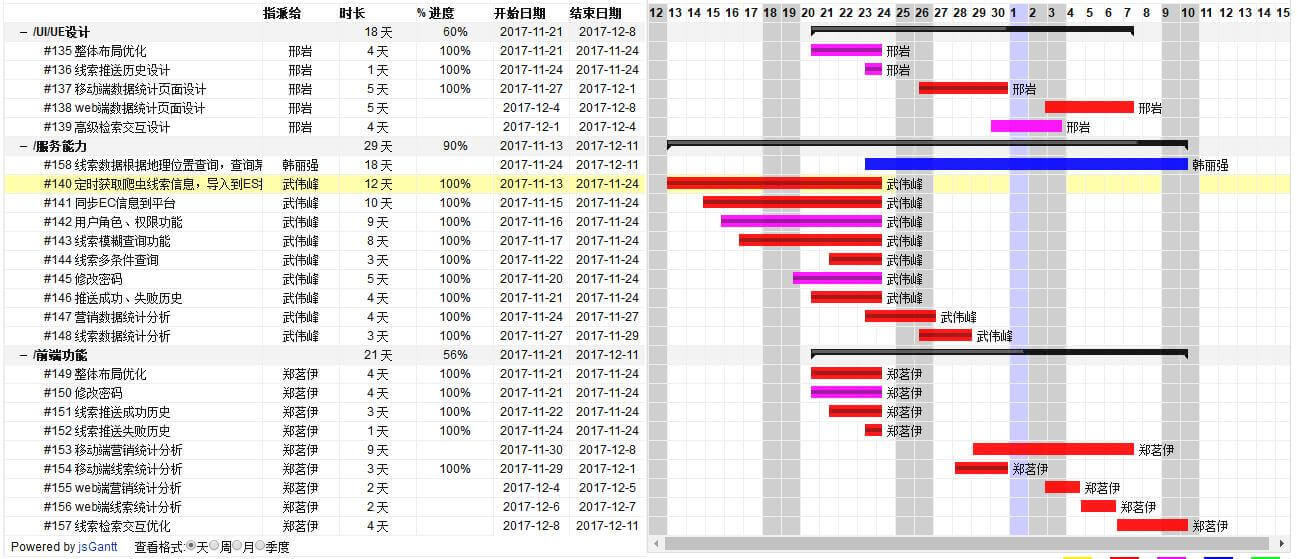 指派给 时长 % 进度 开始日期 结束日期 12 13 14 15 16 17 18 19 20 21 22 23 24 25 26 27 28 29 30 1 2 3 4 5 6 7 8 9 10 11 12 13 14 15
– /UI/UE设计 18 天 60% 2017-11-21 2017-12-8
#135 整体布局优化 邢岩 4 天 100% 2017-11-21 2017-11-24 邢岩
#136 线索推送历史设计 邢岩 1 天 100% 2017-11-24 2017-11-24 邢岩
#137 移动端数据统计页面设计 邢岩 5 天 100% 2017-11-27 2017-12-1 邢岩
#138 web端数据统计页面设计 邢岩 5 天 2017-12-4 2017-12-8 邢岩
#139 高级检索交互设计 邢岩 4 天 2017-12-1 2017-12-4 邢岩
– /服务能力 29 天 90% 2017-11-13 2017-12-11
#158 线索数据根据地理位置查询，查询 韩丽强 18 天 2017-11-24 2017-12-11 韩丽强
#140 定时获取爬虫线索信息，导入到ES 武伟峰 12 天 100% 2017-11-13 2017-11-24 武伟峰
#141 同步EC信息到平台 武伟峰 10 天 100% 2017-11-15 2017-11-24 武伟峰
#142 用户角色、权限功能 武伟峰 9 天 100% 2017-11-16 2017-11-24 武伟峰
#143 线索模糊查询功能 武伟峰 8 天 100% 2017-11-17 2017-11-24 武伟峰
#144 线索多条件查询 武伟峰 3 天 100% 2017-11-22 2017-11-24 武伟峰
#145 修改密码 武伟峰 5 天 100% 2017-11-20 2017-11-24 武伟峰
#146 推送成功、失败历史 武伟峰 4 天 100% 2017-11-21 2017-11-24 武伟峰
#147 营销数据统计分析 武伟峰 4 天 100% 2017-11-24 2017-11-27 武伟峰
#148 线索数据统计分析 武伟峰 3 天 100% 2017-11-27 2017-11-29 武伟峰
– /前端功能 21 天 56% 2017-11-21 2017-12-11
#149 整体布局优化 郑茗伊 4 天 100% 2017-11-21 2017-11-24 郑茗伊
#150 修改密码 郑茗伊 4 天 100% 2017-11-21 2017-11-24 郑茗伊
#151 线索推送成功历史 郑茗伊 3 天 100% 2017-11-22 2017-11-24 郑茗伊
#152 线索推送失败历史 郑茗伊 1 天 100% 2017-11-24 2017-11-24 郑茗伊
#153 移动端营销统计分析 郑茗伊 9 天 2017-11-30 2017-12-8 郑茗伊
#154 移动端线索统计分析 郑茗伊 3 天 100% 2017-11-29 2017-12-1 郑茗伊
#155 web端营销统计分析 郑茗伊 2 天 2017-12-4 2017-12-5 郑茗伊
#156 web端线索统计分析 郑茗伊 2 天 2017-12-6 2017-12-7 郑茗伊
#157 线索检索交互优化 郑茗伊 4 天 2017-12-8 2017-12-11 郑茗伊
Powered by jsGantt 查看格式:天周月季度